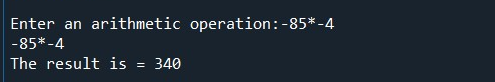 Enter an arithmetic operation:-85*-4
-85*-4
The result is = 340